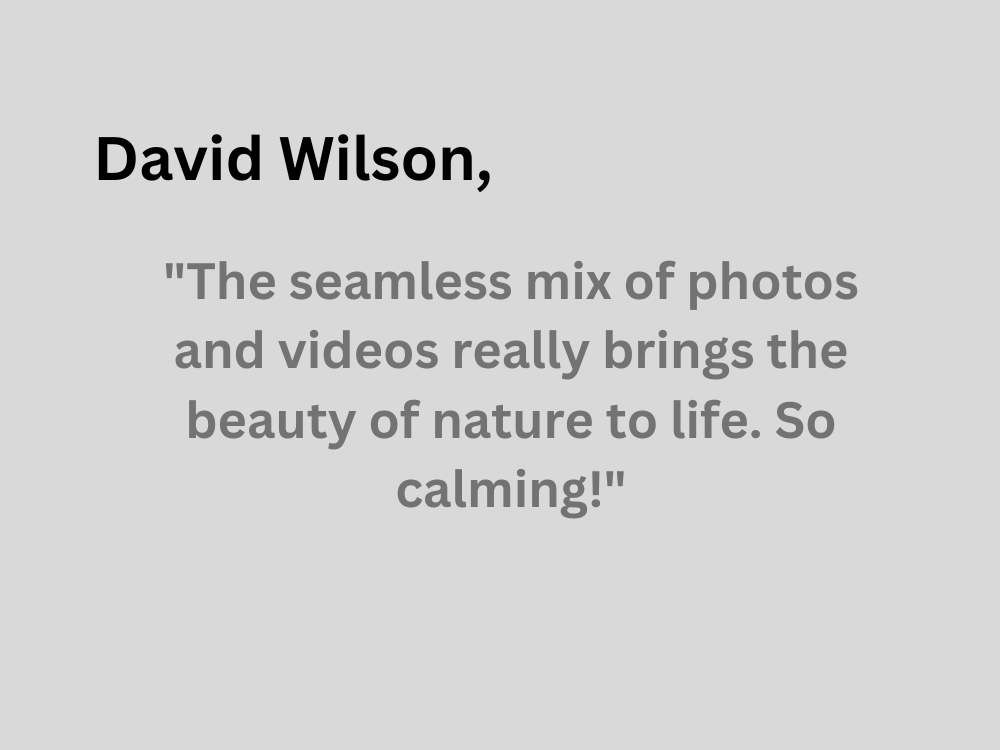 David Wilson,
"The seamless mix of photos
and videos really brings the
beauty of nature to life. So
calming!"